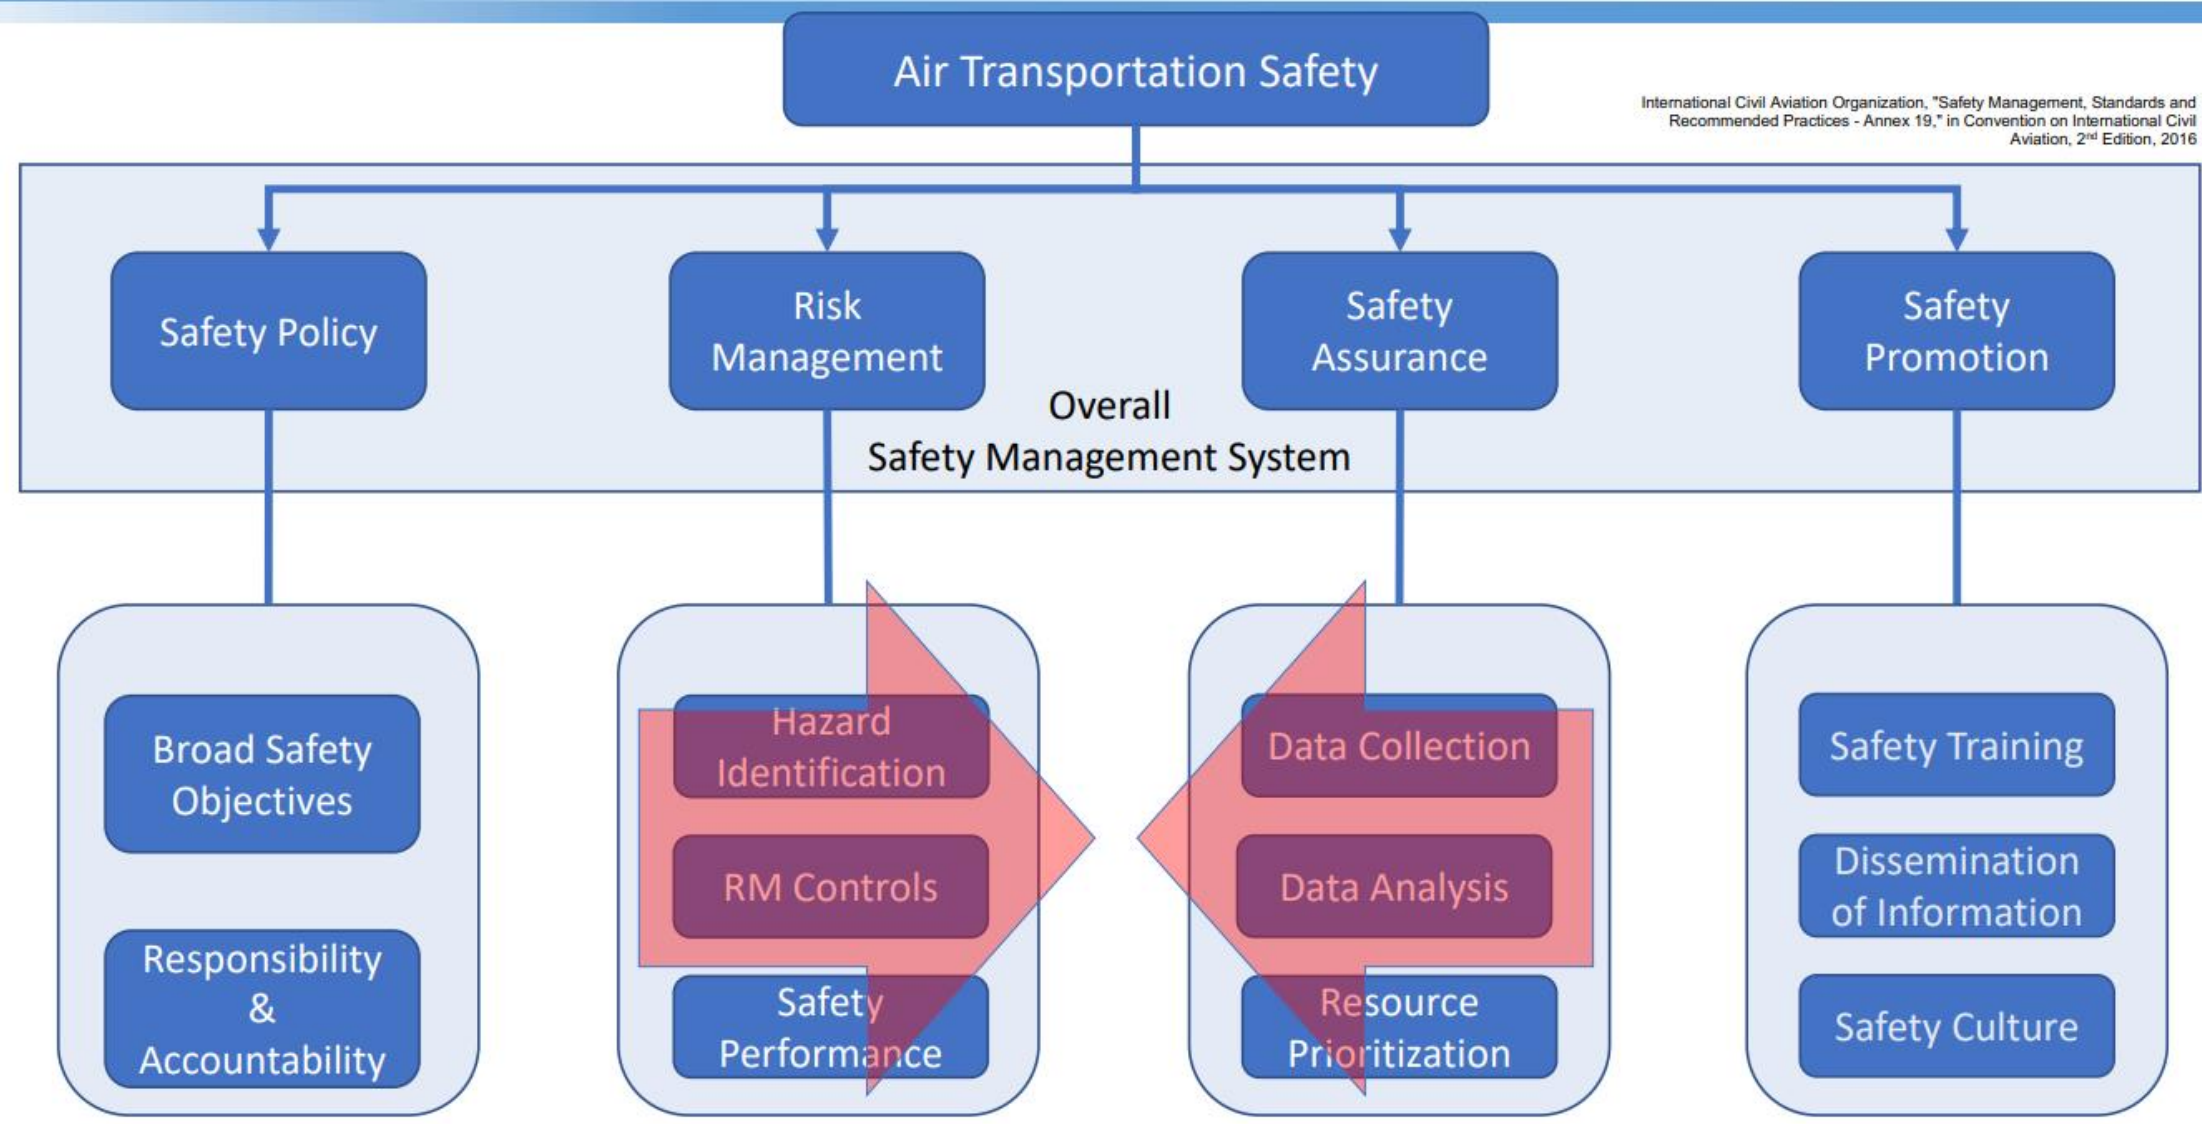 Air Transportation Safety
International Civil Aviation Organization, "Safety Management, Standards and
Recommended Practices - Annex 19," in Convention on International Civil
Aviation, 2nd Edition, 2016
Safety Policy
Risk
Management
Safety
Assurance
Safety
Promotion
Overall
Safety Management System
Broad Safety
Objectives
Responsibility
&
Accountability
Hazard
Identification
RM Controls
Safety
Performance
Data Collection
Data Analysis
Resource
Prioritization
Safety Training
Dissemination
of Information
Safety Culture